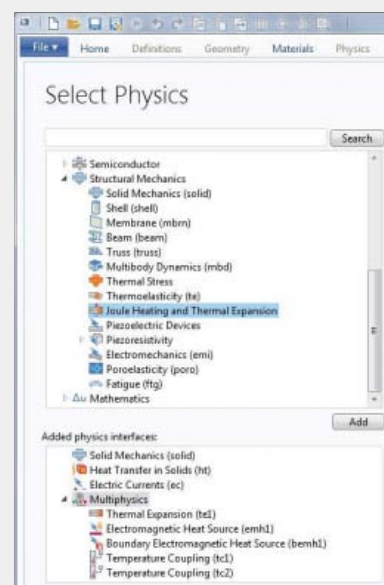 File
Home
Definitions
Geometry
Materials
Physics
Select Physics
Search
Semiconductor
Structural Mechanics
Solid Mechanics (solid)
Shell (shell)
Membrane (mbrn)
Beam (beam)
Truss (truss)
Multibody Dynamics (mbd)
Thermal Stress
Thermoelasticity (te)
Joule Heating and Thermal Expansion
Piezoelectric Devices
Piezoresistivity
Electromechanics (emi)
Poroelasticity (poro)
Fatigue (ftg)
Δu Mathematics
Add
Added physics interfaces:
Solid Mechanics (solid)
Heat Transfer in Solids (ht)
Electric Currents (ec)
Multiphysics
Thermal Expansion (te1)
Electromagnetic Heat Source (emh1)
Boundary Electromagnetic Heat Source (bemh1)
Temperature Coupling (tc1)
Temperature Coupling (tc2)